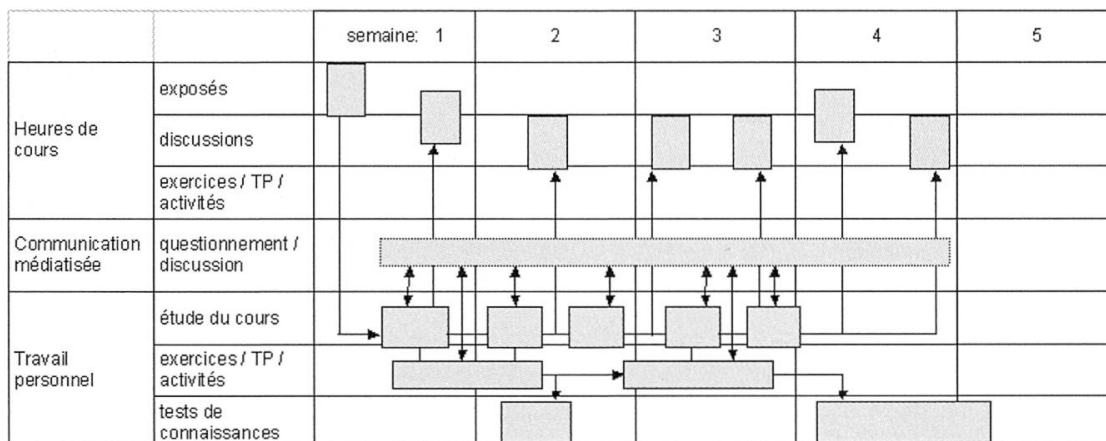 semaine: 1 2 3 4 5
Heures de
cours
exposés
discussions
exercices / TP /
activités
Communication
médiatisée
questionnement /
discussion
Travail
personnel
étude du cours
exercices / TP /
activités
tests de
connaissances